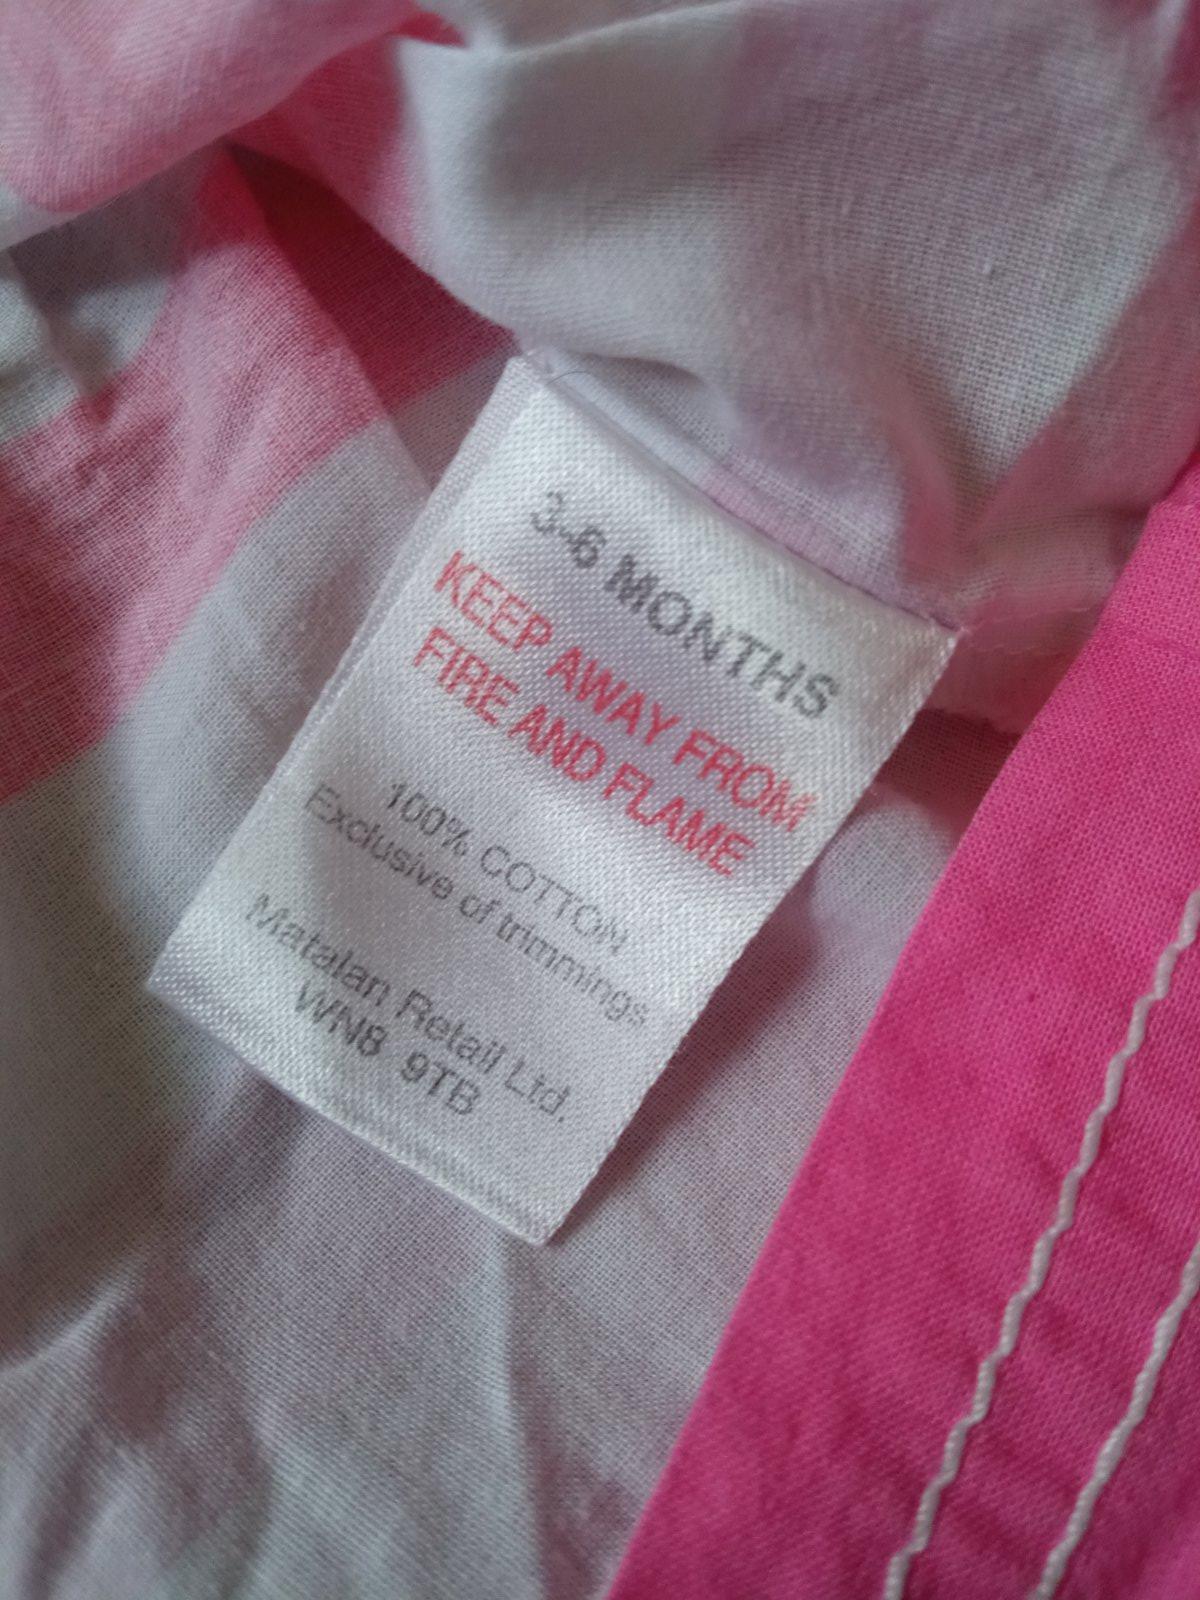 3-6 MONTHS
KEEP AWAY FROM
FIRE AND FLAME
100% COTTON
Exclusive of trimmings
Matalan Retail Ltd.
WN8 9TB